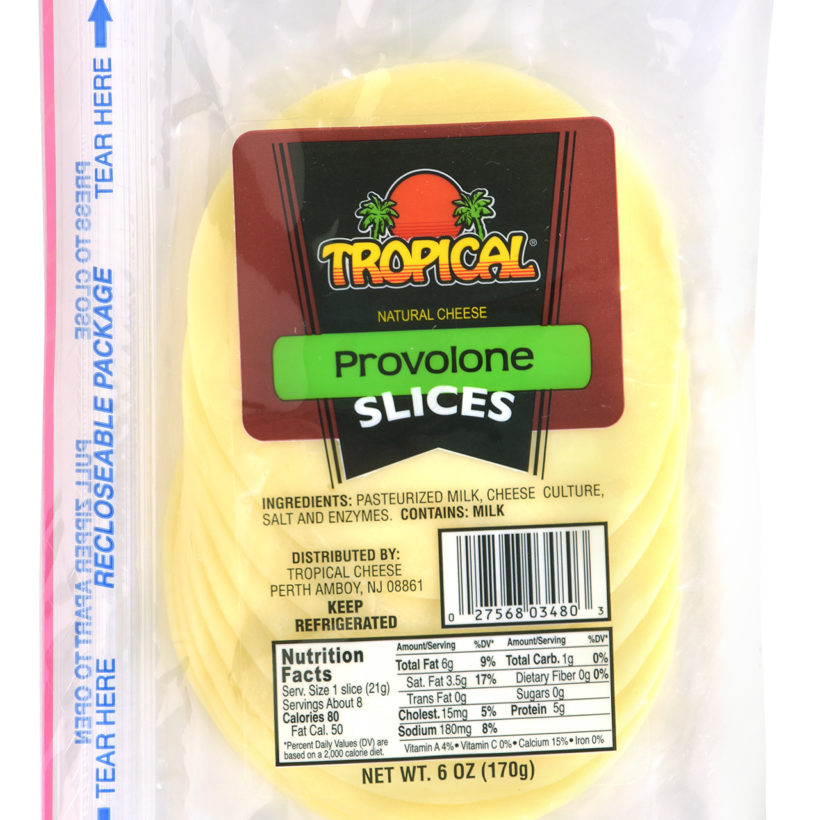 TEAR HERE
RECLOSEABLE PACKAGE
TEAR HERE
PRESS TO CLOSE
PULL ZIPPER APART TO OPEN
TROPICAL®
NATURAL CHEESE
Provolone
SLICES
INGREDIENTS: PASTEURIZED MILK, CHEESE CULTURE,
SALT AND ENZYMES. CONTAINS: MILK
DISTRIBUTED BY:
TROPICAL CHEESE
PERTH AMBOY, NJ 08861
KEEP
REFRIGERATED
0 27568 03480 3
Nutrition
Facts
Serv. Size 1 slice (21g)
Servings About 8
Calories 80
Fat Cal. 50
*Percent Daily Values (DV) are
based on a 2,000 calorie diet.
Amount/Serving %DV* Amount/Serving %DV*
Total Fat 6g 9% Total Carb. 1g 0%
Sat. Fat 3.5g 17% Dietary Fiber 0g 0%
Trans Fat 0g Sugars 0g
Cholest. 15mg 5% Protein 5g
Sodium 180mg 8%
Vitamin A 4% • Vitamin C 0% • Calcium 15% • Iron 0%
NET WT. 6 OZ (170g)